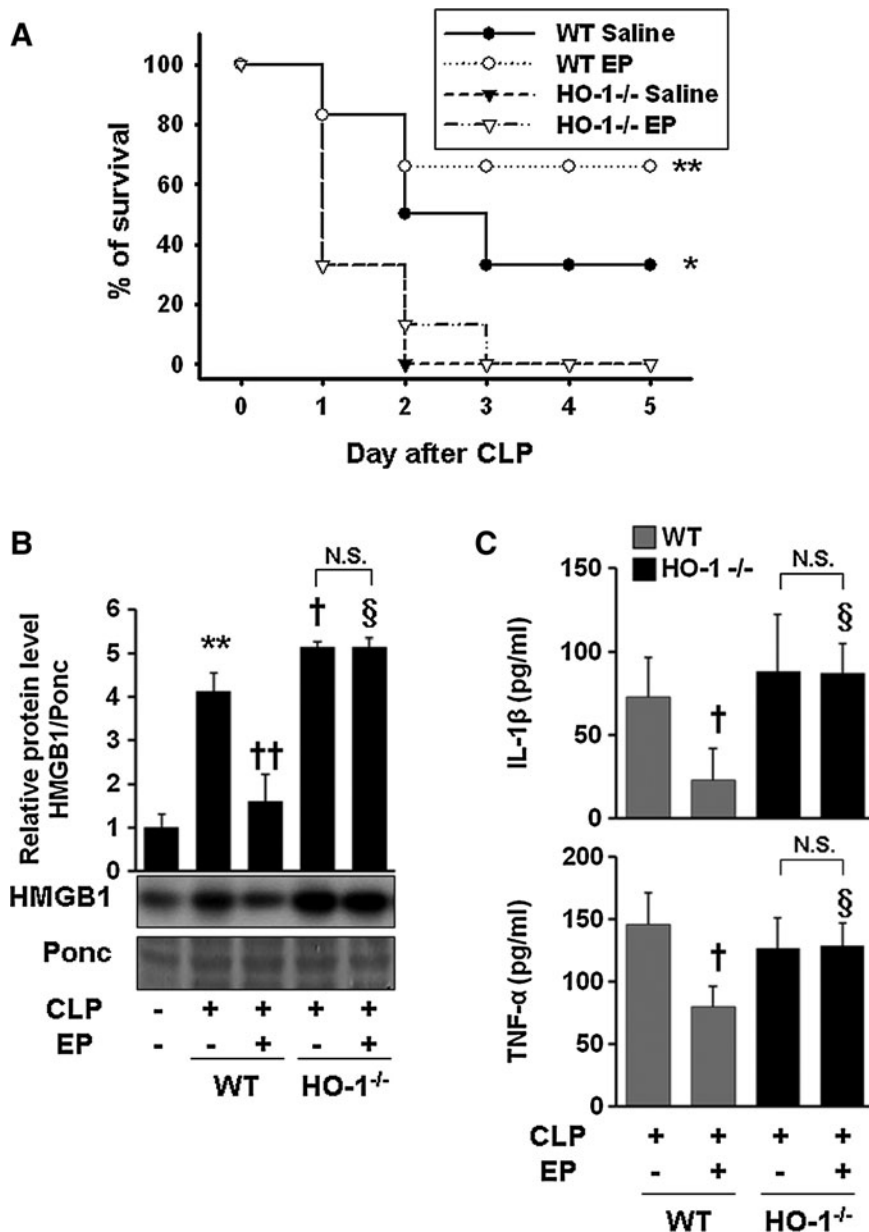 A
WT Saline
WT EP
HO-1-/- Saline
HO-1-/- EP
100
80
60
40
20
0
% of survival
**
*
0 1 2 3 4 5
Day after CLP
B
N.S.
6
5
4
3
2
1
0
Relative protein level
HMGB1/Ponc
**
††
†
§
HMGB1
Ponc
CLP - + + + +
EP - - + - +
WT HO-1-/-
C
WT
HO-1 -/-
N.S.
150
100
50
0
IL-1β (pg/ml)
†
§
N.S.
200
150
100
50
0
TNF-α (pg/ml)
†
§
CLP + + + +
EP - + - +
WT HO-1-/-